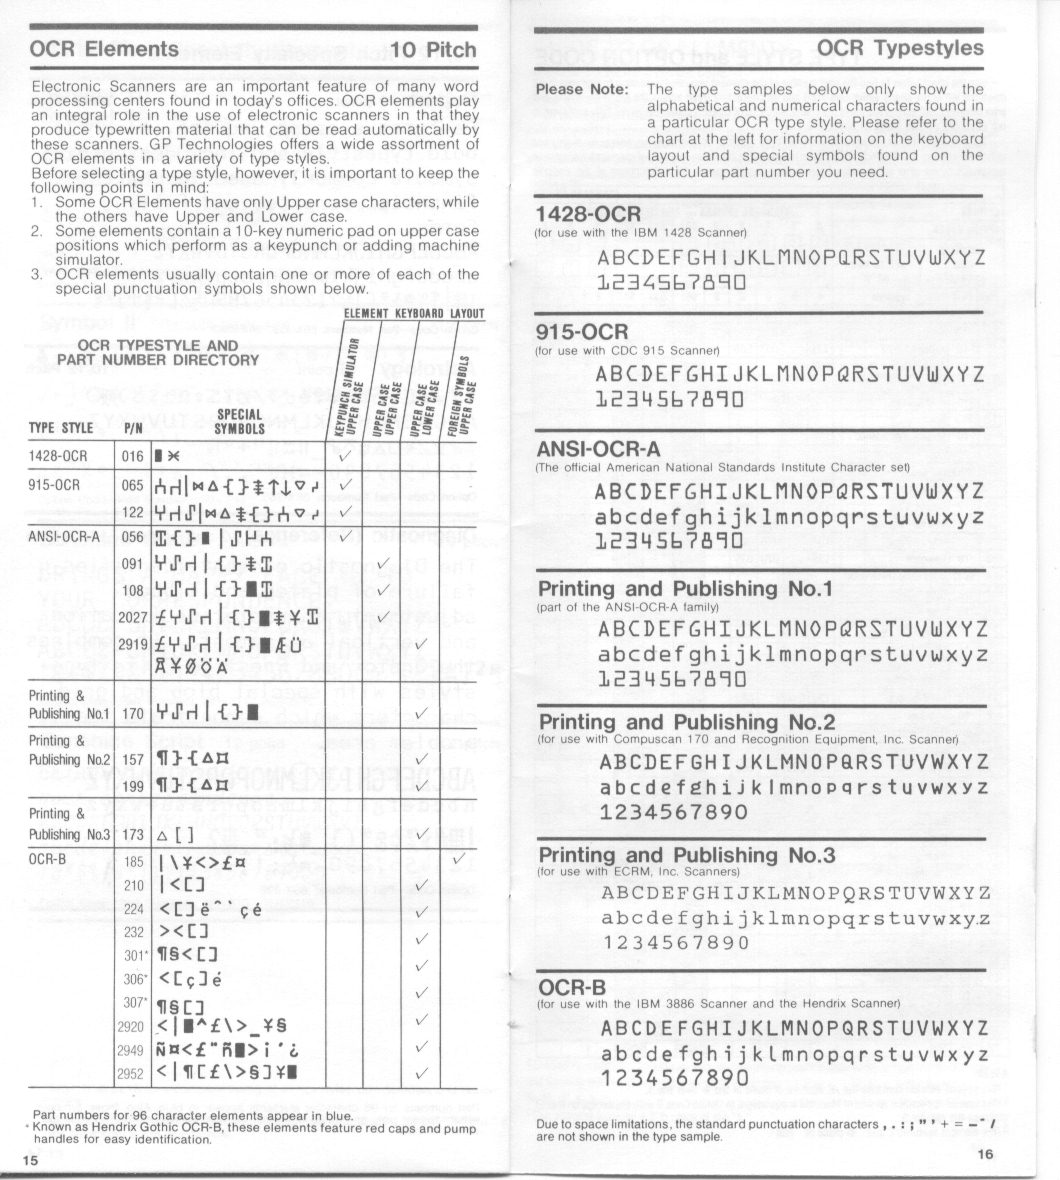 OCR Elements 10 Pitch
Electronic Scanners are an important feature of many word
processing centers found in today's offices. OCR elements play
an integral role in the use of electronic scanners in that they
produce typewritten material that can be read automatically by
these scanners. GP Technologies offers a wide assortment of
OCR elements in a variety of type styles.
Before selecting a type style, however, it is important to keep the
following points in mind:
1. Some OCR Elements have only Upper case characters, while
the others have Upper and Lower case.
2. Some elements contain a 10-key numeric pad on upper case
positions which perform as a keypunch or adding machine
simulator.
3. OCR elements usually contain one or more of each of the
special punctuation symbols shown below.
ELEMENT KEYBOARD LAYOUT
OCR TYPESTYLE AND
PART NUMBER DIRECTORY
KEYPUNCH SIMULATOR
UPPER CASE
UPPER CASE
UPPER CASE
UPPER CASE
LOWER CASE
FOREIGN SYMBOLS
UPPER CASE
TYPE STYLE P/N SPECIAL SYMBOLS
1428-OCR 016 ✓
915-OCR 065 ✓
122 ✓
ANSI-OCR-A 056 ✓
091 ✓
108 ✓
2027 ✓
2919 ✓
Printing &
Publishing No.1 170 ✓
Printing &
Publishing No.2 157 ✓
199 ✓
Printing &
Publishing No.3 173 △ [ ] ✓
OCR-B 185 | \ ¥ < > £ ¤ ✓
210 | < [ ] ✓
224 < [ ] ë ^ ` ç é ✓
232 > < [ ] ✓
301* ¶ § < [ ] ✓
306* < [ ç ] é ✓
307* ¶ § [ ] ✓
2920 < | ■ ^ £ \ > _ ¥ § ✓
2949 Ñ ¤ < £ " ñ ■ > ¡ ' ¿ ✓
2952 < | ¶ [ £ \ > § ] ¥ ■ ✓
Part numbers for 96 character elements appear in blue.
* Known as Hendrix Gothic OCR-B, these elements feature red caps and pump
handles for easy identification.
15
OCR Typestyles
Please Note: The type samples below only show the
alphabetical and numerical characters found in
a particular OCR type style. Please refer to the
chart at the left for information on the keyboard
layout and special symbols found on the
particular part number you need.
1428-OCR
(for use with the IBM 1428 Scanner)
ABCDEFGHIJKLMNOPQRSTUVWXYZ
1234567890
915-OCR
(for use with CDC 915 Scanner)
ABCDEFGHIJKLMNOPQRSTUVWXYZ
1234567890
ANSI-OCR-A
(The official American National Standards Institute Character set)
ABCDEFGHIJKLMNOPQRSTUVWXYZ
abcdefghijklmnopqrstuvwxyz
1234567890
Printing and Publishing No.1
(part of the ANSI-OCR-A family)
ABCDEFGHIJKLMNOPQRSTUVWXYZ
abcdefghijklmnopqrstuvwxyz
1234567890
Printing and Publishing No.2
(for use with Compuscan 170 and Recognition Equipment, Inc. Scanner)
ABCDEFGHIJKLMNOPQRSTUVWXYZ
abcdefghijklmnopqrstuvwxyz
1234567890
Printing and Publishing No.3
(for use with ECRM, Inc. Scanners)
ABCDEFGHIJKLMNOPQRSTUVWXYZ
abcdefghijklmnopqrstuvwxy.z
1234567890
OCR-B
(for use with the IBM 3886 Scanner and the Hendrix Scanner)
ABCDEFGHIJKLMNOPQRSTUVWXYZ
abcdefghijklmnopqrstuvwxyz
1234567890
Due to space limitations, the standard punctuation characters , . : ; " ' + = – ¯ /
are not shown in the type sample.
16